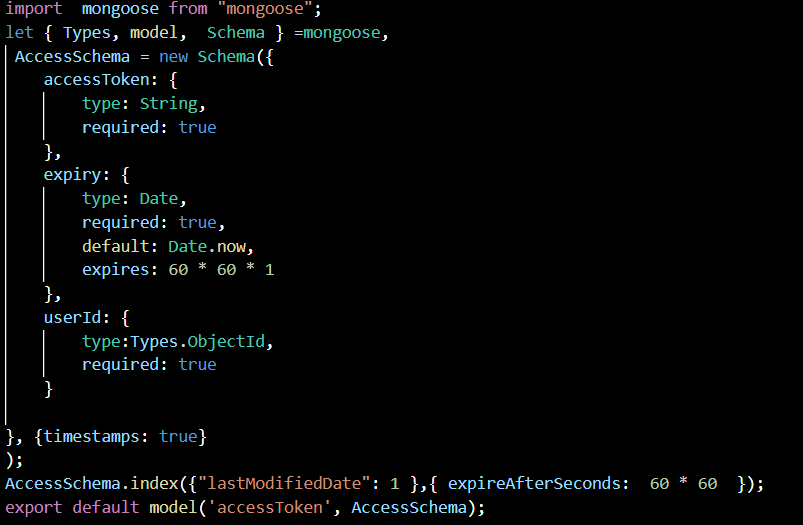 import  mongoose from "mongoose";
let { Types, model,  Schema } =mongoose,
 AccessSchema = new Schema({
    accessToken: {
        type: String,
        required: true
    },
    expiry: {
        type: Date,
        required: true,
        default: Date.now,
        expires: 60 * 60 * 1
    },
    userId: {
        type:Types.ObjectId,
        required: true
    }
}, {timestamps: true}
);
AccessSchema.index({"lastModifiedDate": 1 },{ expireAfterSeconds:  60 * 60  });
export default model('accessToken', AccessSchema);